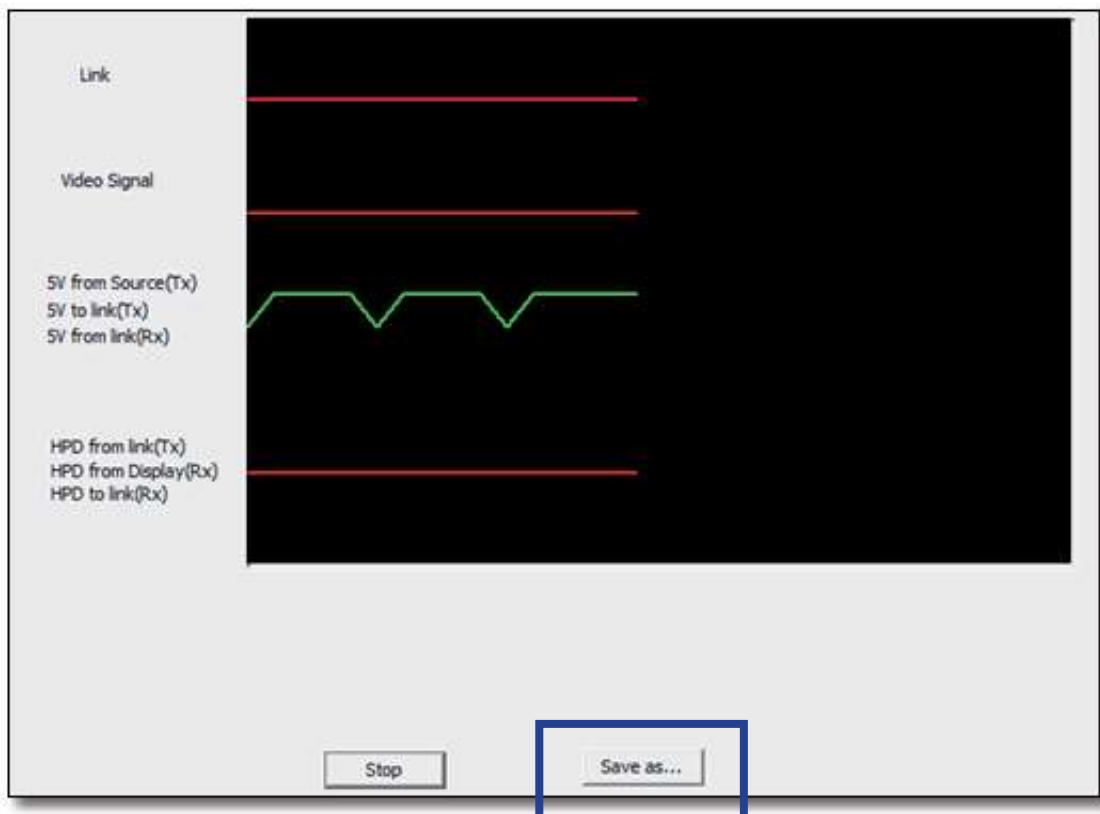 Link
Video Signal
5V from Source(Tx)
5V to link(Tx)
5V from link(Rx)
HPD from link(Tx)
HPD from Display(Rx)
HPD to link(Rx)
Stop
Save as...